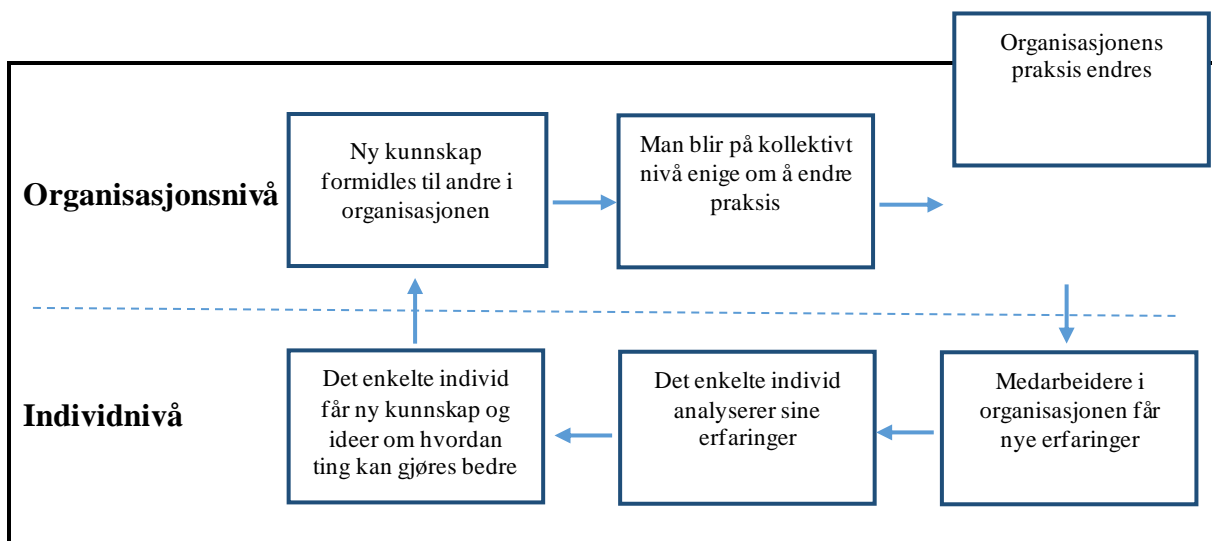 Organisasjonens
praksis endres
Organisasjonsnivå
Ny kunnskap
formidles til andre i
organisasjonen
Man blir på kollektivt
nivå enige om å endre
praksis
Individnivå
Det enkelte individ
får ny kunnskap og
ideer om hvordan
ting kan gjøres bedre
Det enkelte individ
analyserer sine
erfaringer
Medarbeidere i
organisasjonen får
nye erfaringer